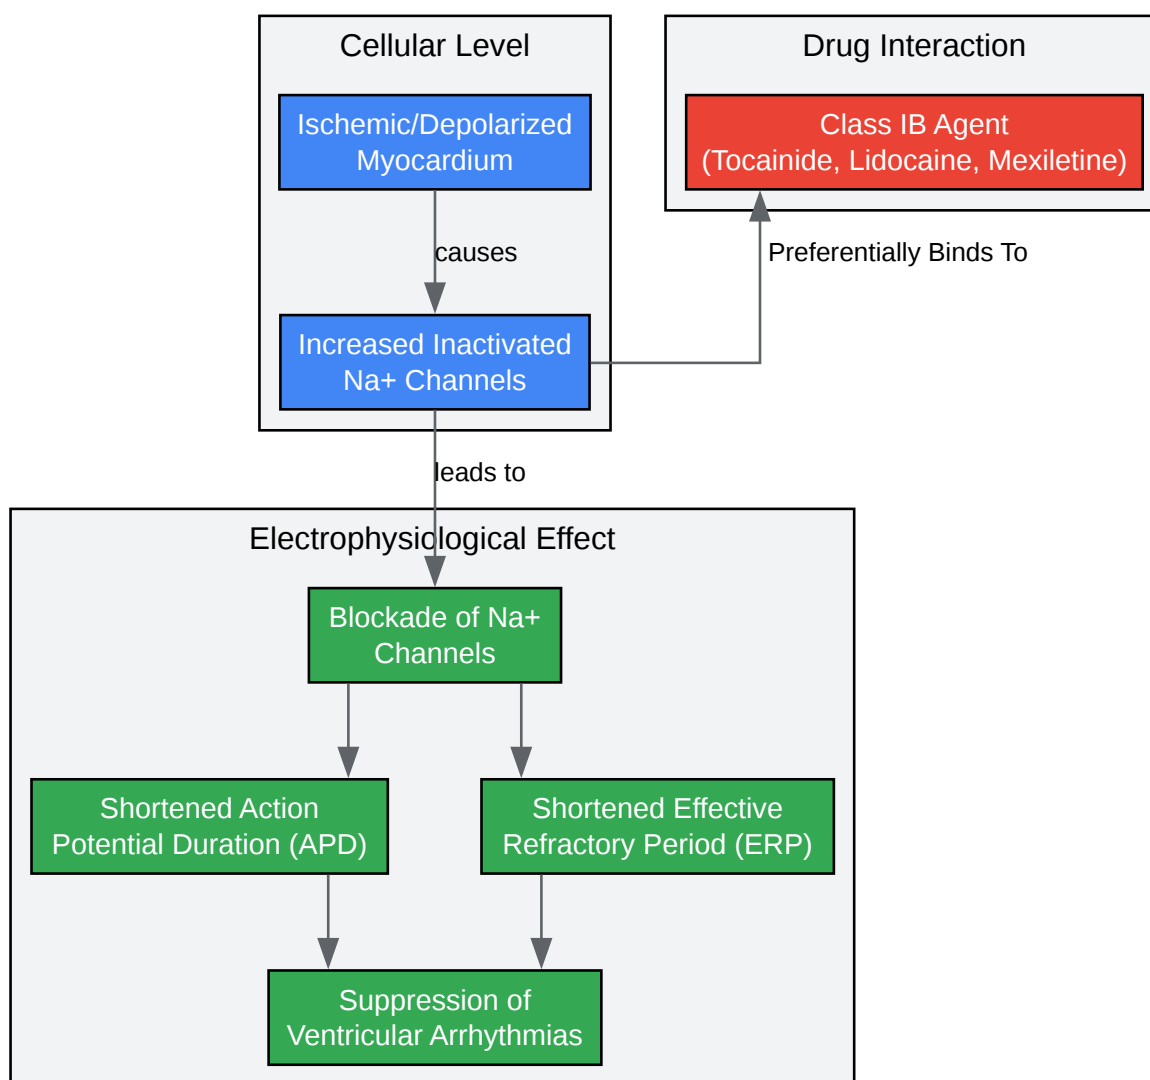 Cellular Level
Drug Interaction
Ischemic/Depolarized
Myocardium
Class IB Agent
(Tocainide, Lidocaine, Mexiletine)
causes
Preferentially Binds To
Increased Inactivated
Na+ Channels
leads to
Electrophysiological Effect
Blockade of Na+
Channels
Shortened Action
Potential Duration (APD)
Shortened Effective
Refractory Period (ERP)
Suppression of
Ventricular Arrhythmias